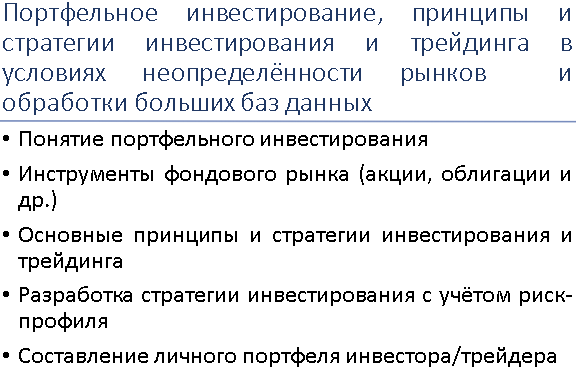 Портфельное инвестирование, принципы и
стратегии инвестирования и трейдинга в
условиях неопределённости рынков и
обработки больших баз данных
• Понятие портфельного инвестирования
• Инструменты фондового рынка (акции, облигации и
др.)
• Основные принципы и стратегии инвестирования и
трейдинга
• Разработка стратегии инвестирования с учётом риск-
профиля
• Составление личного портфеля инвестора/трейдера